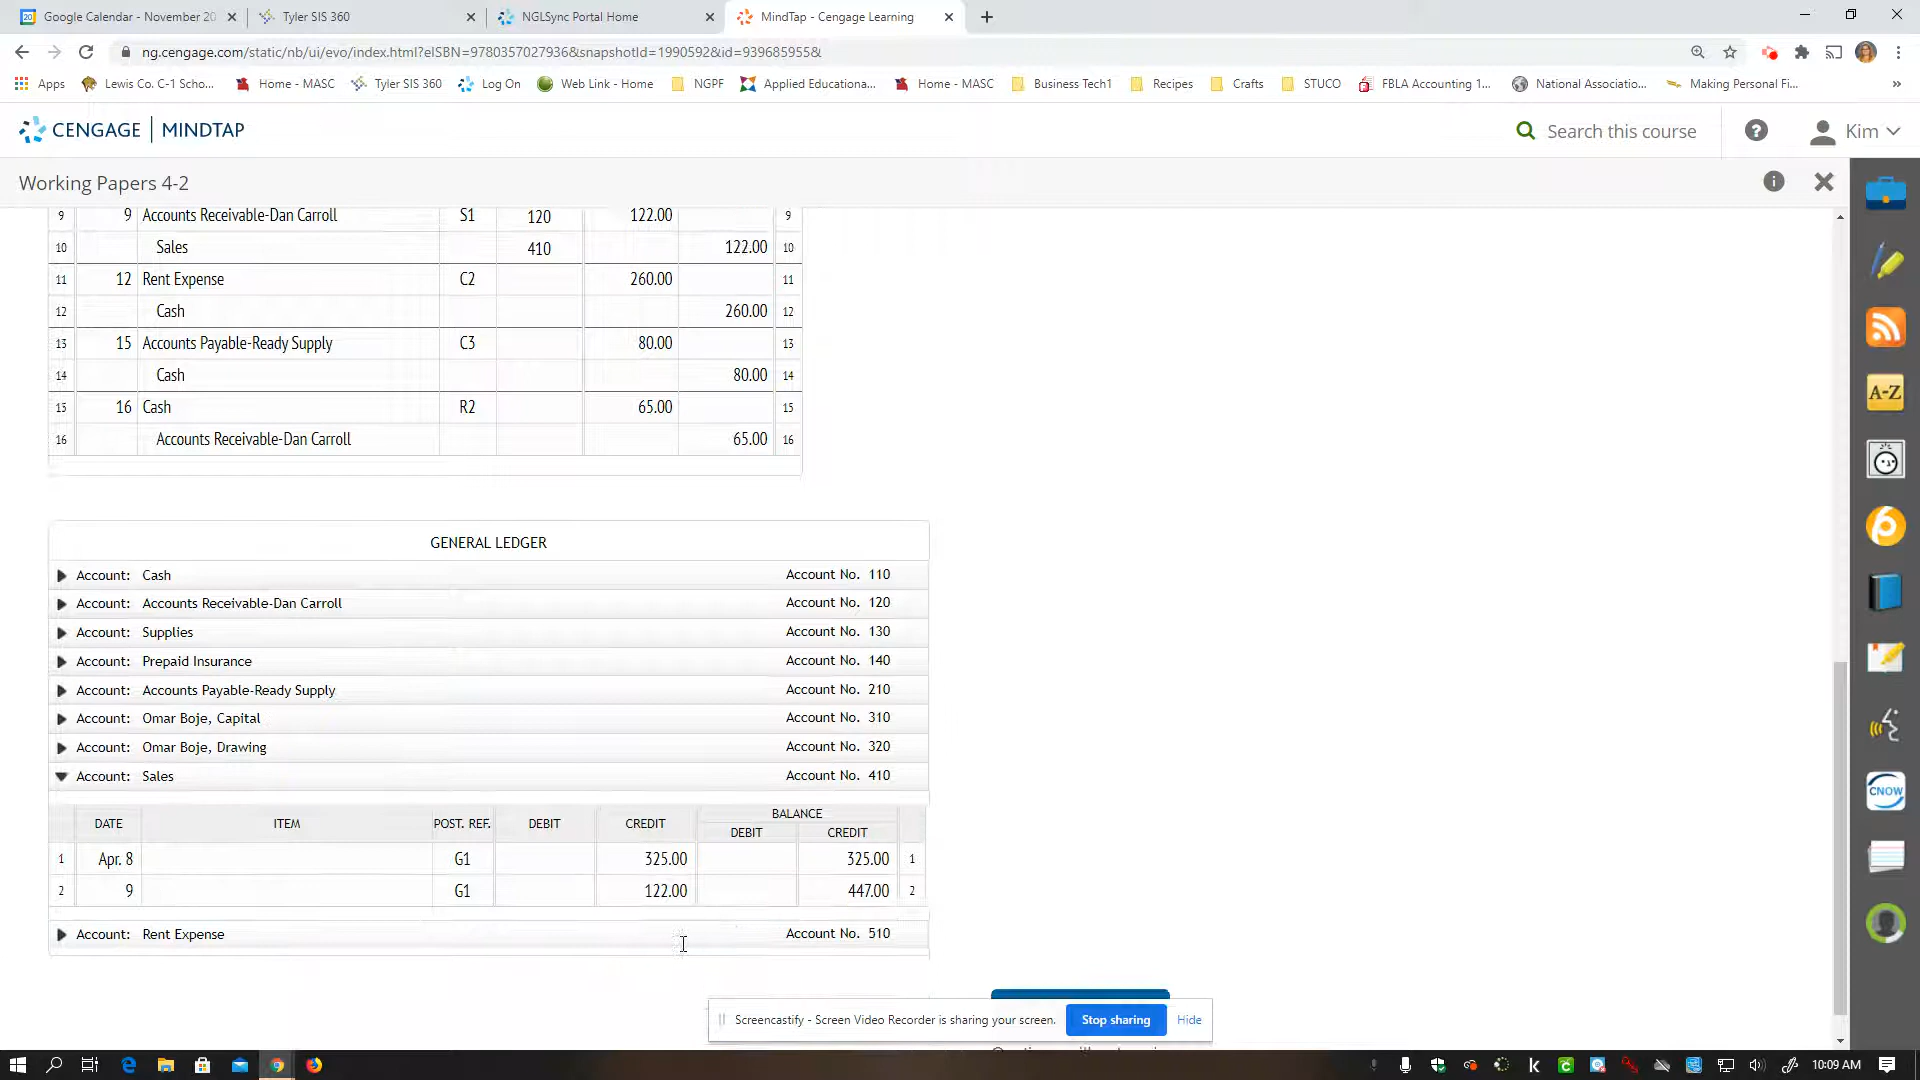 Google Calendar - November 20
Tyler SIS 360
NGLSync Portal Home
MindTap - Cengage Learning
ng.cengage.com/static/nb/ui/evo/index.html?eISBN=9780357027936&snapshotId=1990592&id=939685955&
Apps
Lewis Co. C-1 Scho...
Home - MASC
Tyler SIS 360
Log On
Web Link - Home
NGPF
Applied Educationa...
Home - MASC
Business Tech1
Recipes
Crafts
STUCO
FBLA Accounting 1...
National Associatio...
Making Personal Fi...
»
CENGAGE | MINDTAP
Search this course
Kim
Working Papers 4-2
9 9 Accounts Receivable-Dan Carroll S1 120 122.00 9
10 Sales 410 122.00 10
11 12 Rent Expense C2 260.00 11
12 Cash 260.00 12
13 15 Accounts Payable-Ready Supply C3 80.00 13
14 Cash 80.00 14
15 16 Cash R2 65.00 15
16 Accounts Receivable-Dan Carroll 65.00 16
GENERAL LEDGER
Account: Cash Account No. 110
Account: Accounts Receivable-Dan Carroll Account No. 120
Account: Supplies Account No. 130
Account: Prepaid Insurance Account No. 140
Account: Accounts Payable-Ready Supply Account No. 210
Account: Omar Boje, Capital Account No. 310
Account: Omar Boje, Drawing Account No. 320
Account: Sales Account No. 410
BALANCE
DATE ITEM POST. REF. DEBIT CREDIT DEBIT CREDIT
1 Apr. 8 G1 325.00 325.00 1
2 9 G1 122.00 447.00 2
Account: Rent Expense Account No. 510
Screencastify - Screen Video Recorder is sharing your screen.
Stop sharing
Hide
A-Z
CNOW
10:09 AM